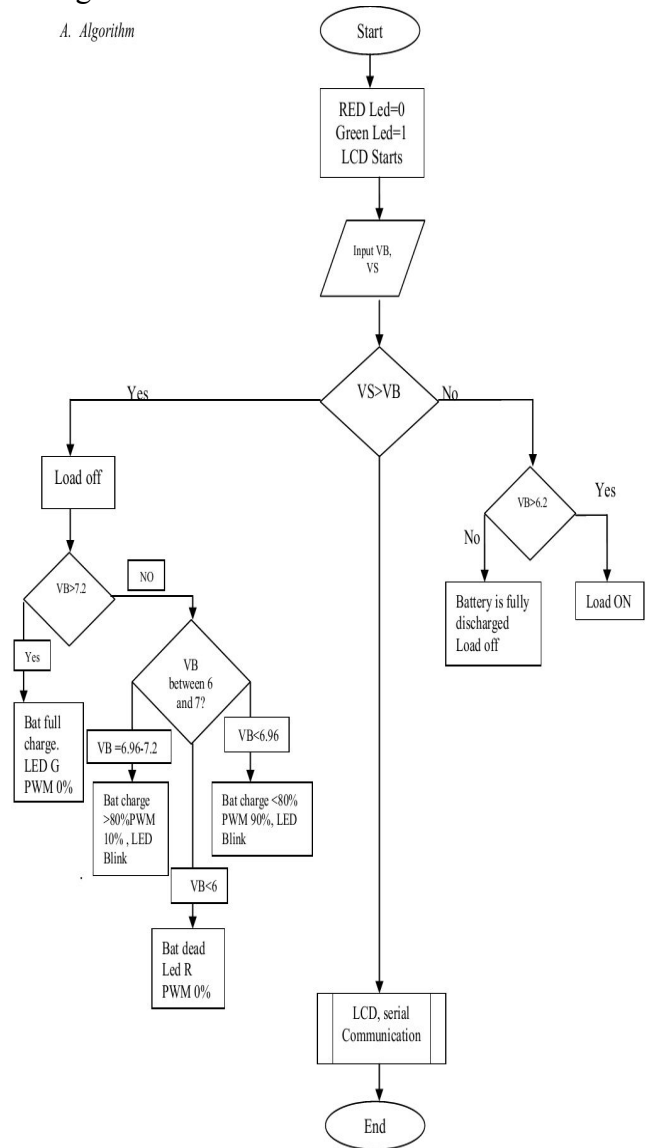 A. Algorithm
Start
RED Led=0
Green Led=1
LCD Starts
Input VB,
VS
VS>VB
Yes
No
Load off
VB>6.2
Yes
No
VB>7.2
NO
Battery is fully
discharged
Load off
Load ON
Yes
VB
between 6
and 7?
Bat full
charge.
LED G
PWM 0%
VB =6.96-7.2
VB<6.96
Bat charge
>80%PWM
10% , LED
Blink
Bat charge <80%
PWM 90%, LED
Blink
VB<6
Bat dead
Led R
PWM 0%
LCD, serial
Communication
End